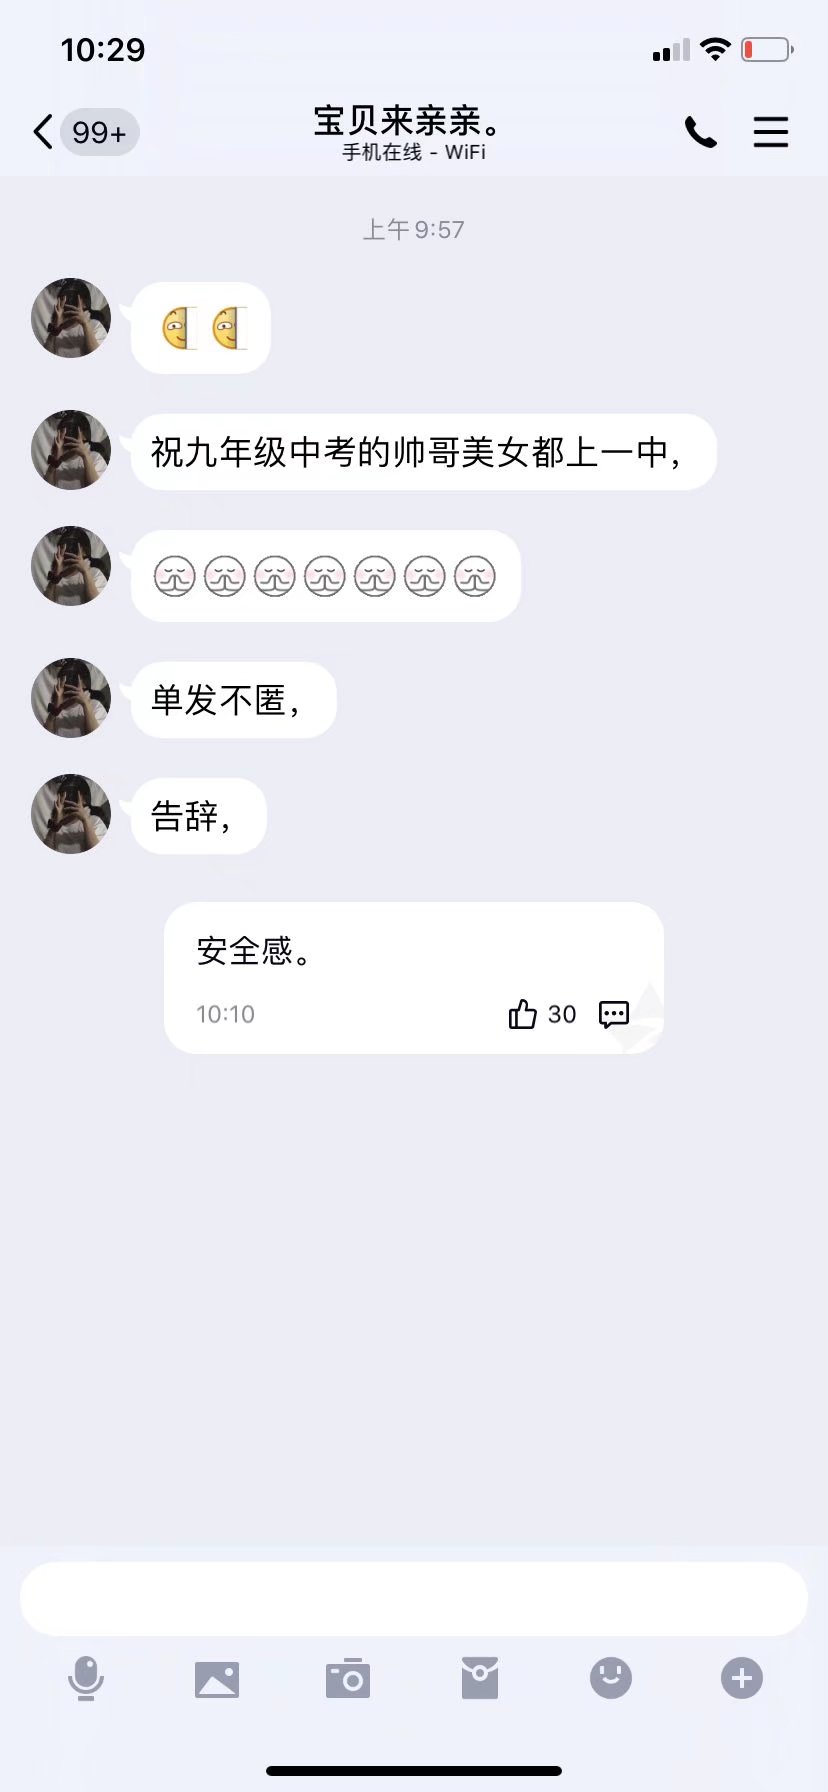 10:29
99+
宝贝来亲亲。
手机在线 - WiFi
上午 9:57
祝九年级中考的帅哥美女都上一中，
单发不匿，
告辞，
安全感。
10:10
30